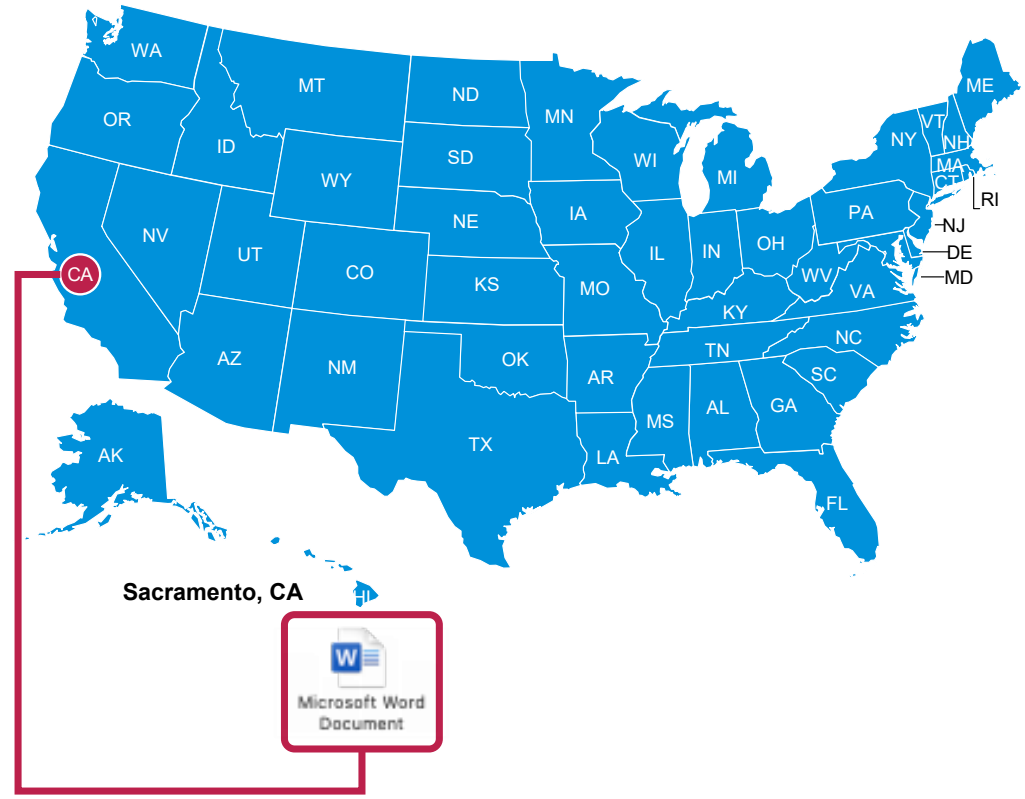 WA
MT
ND
MN
ME
OR
ID
SD
WI
MI
NY
VT
NH
MA
CT
RI
WY
NE
IA
PA
NJ
NV
UT
CO
KS
MO
IL
IN
OH
WV
VA
DE
MD
CA
KY
AZ
NM
OK
AR
TN
NC
SC
TX
LA
MS
AL
GA
FL
AK
HI
Sacramento, CA
W
Microsoft Word
Document